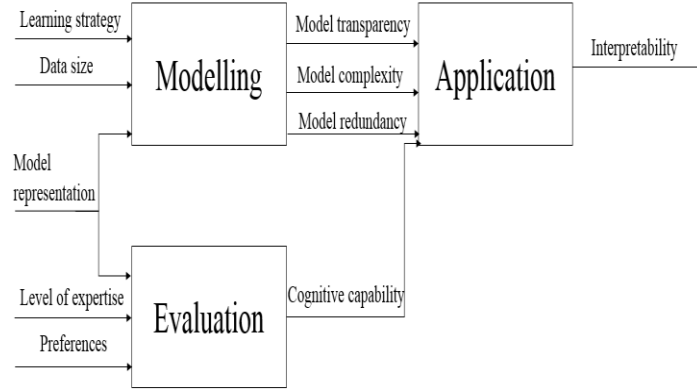 Learning strategy
Data size
Model
representation
Level of expertise
Preferences
Modelling
Evaluation
Model transparency
Model complexity
Model redundancy
Cognitive capability
Application
Interpretability